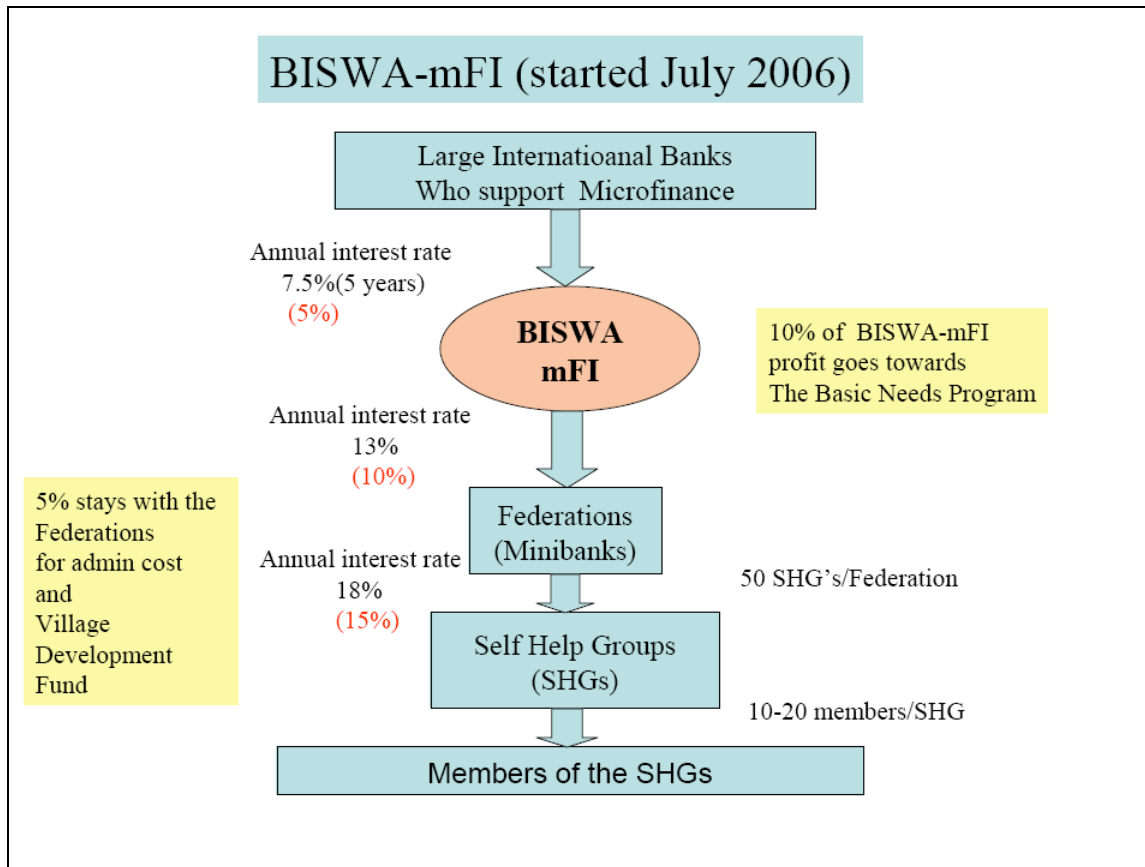 BISWA-mFI (started July 2006)
Large Internatioanal Banks
Who support Microfinance
Annual interest rate
7.5%(5 years)
(5%)
BISWA
mFI
10% of BISWA-mFI
profit goes towards
The Basic Needs Program
Annual interest rate
13%
(10%)
5% stays with the
Federations
for admin cost
and
Village
Development
Fund
Federations
(Minibanks)
Annual interest rate
18%
(15%)
50 SHG's/Federation
Self Help Groups
(SHGs)
10-20 members/SHG
Members of the SHGs